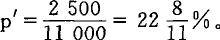 p′=2 500/11 000= 22 8/11%。